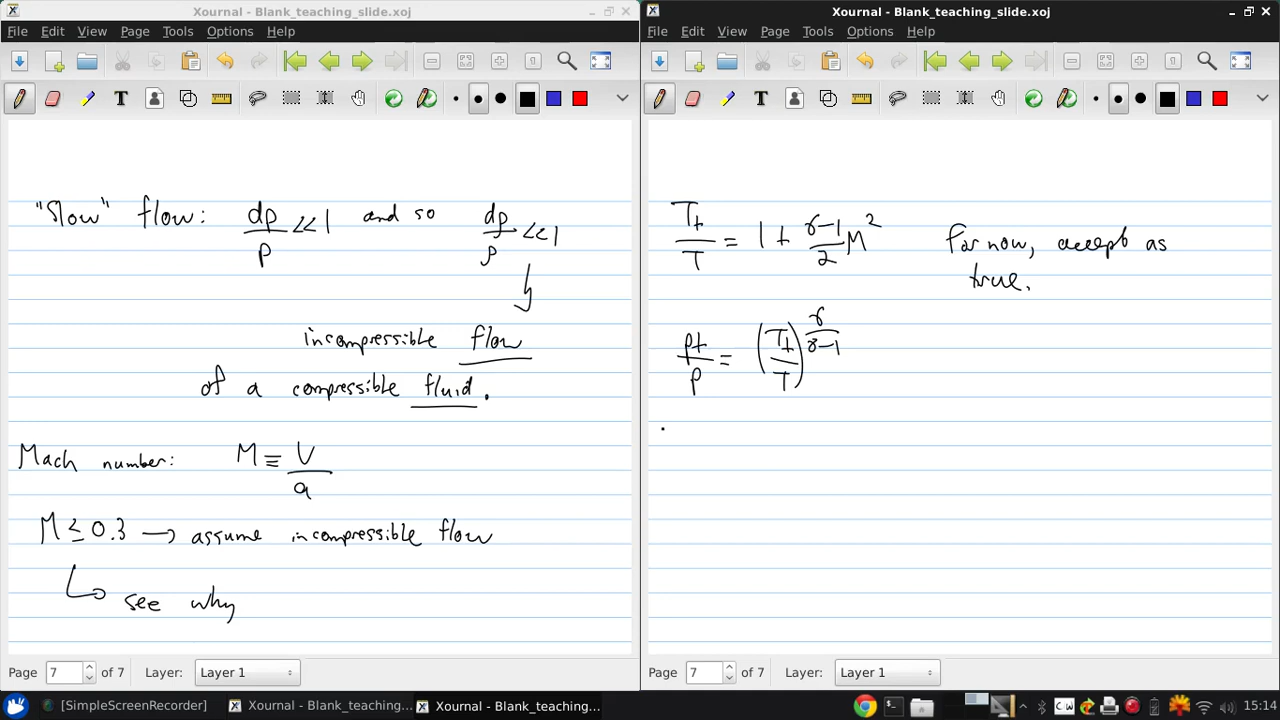 Xournal - Blank_teaching_slide.xoj
File Edit View Page Tools Options Help
"Slow" flow: dp/p <<1 and so dρ/ρ <<1
incompressible flow
of a compressible fluid.
Mach number: M ≡ V/a
M ≤ 0.3 → assume incompressible flow
↳ see why
Page 7 of 7 Layer: Layer 1
Xournal - Blank_teaching_slide.xoj
File Edit View Page Tools Options Help
Tt/T = 1 + (γ-1)/2 M²
For now, accept as
true.
pt/p = (Tt/T)^(γ/(γ-1))
Page 7 of 7 Layer: Layer 1
[SimpleScreenRecorder] Xournal - Blank_teaching... Xournal - Blank_teaching... 15:14